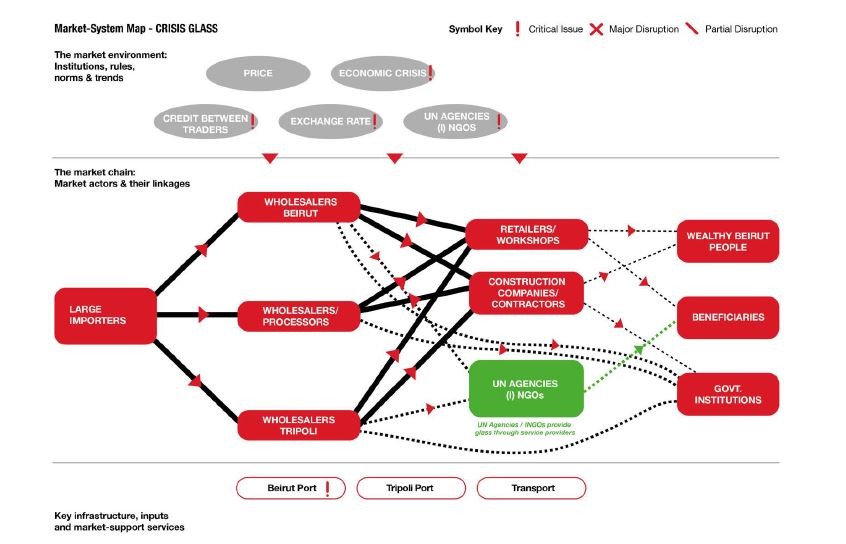 Market-System Map - CRISIS GLASS
Symbol Key
Critical Issue
Major Disruption
Partial Disruption
The market environment:
Institutions, rules,
norms & trends
PRICE
ECONOMIC CRISIS
CREDIT BETWEEN
TRADERS
EXCHANGE RATE
UN AGENCIES
(I) NGOS
The market chain:
Market actors & their linkages
WHOLESALERS
BEIRUT
RETAILERS/
WORKSHOPS
WEALTHY BEIRUT
PEOPLE
LARGE
IMPORTERS
WHOLESALERS/
PROCESSORS
CONSTRUCTION
COMPANIES/
CONTRACTORS
BENEFICIARIES
UN AGENCIES
(I) NGOs
GOVT.
INSTITUTIONS
WHOLESALERS
TRIPOLI
UN Agencies / INGOs provide
glass through service providers
Beirut Port
Tripoli Port
Transport
Key infrastructure, inputs
and market-support services